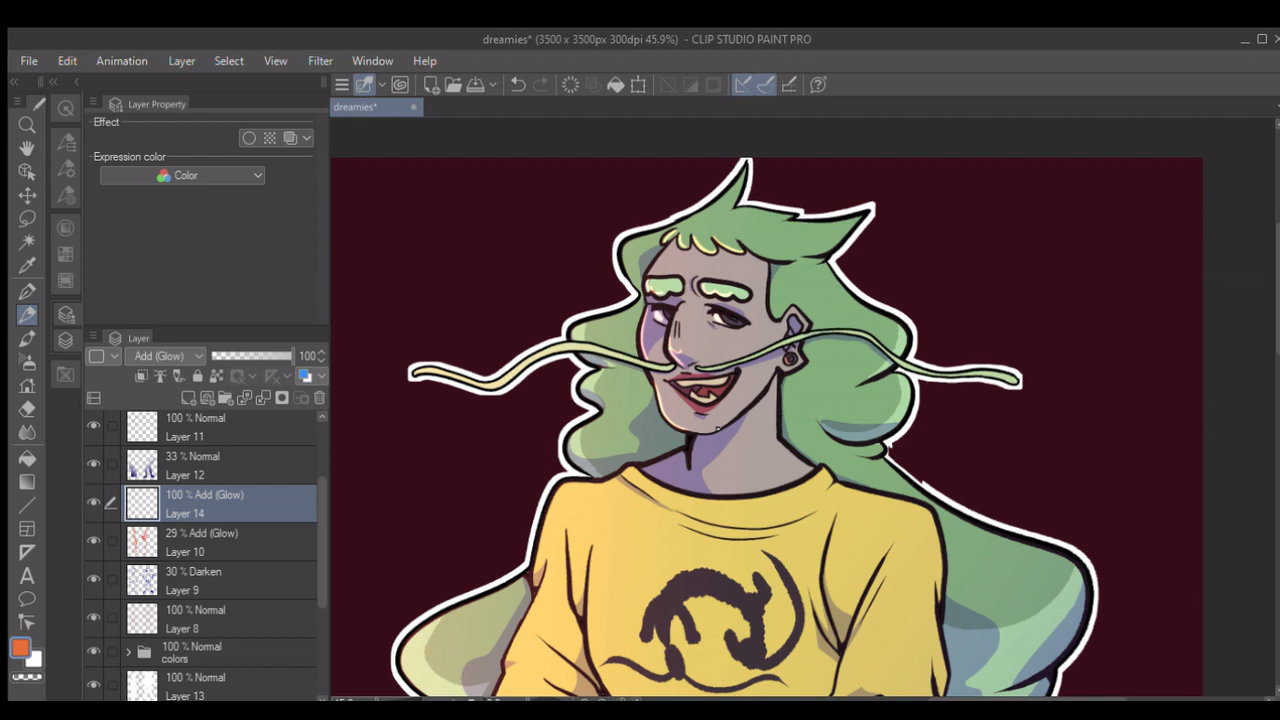 dreamies* (3500 x 3500px 300dpi 45.9%) - CLIP STUDIO PAINT PRO
File Edit Animation Layer Select View Filter Window Help
dreamies*
Layer Property
Effect
Expression color
Color
Layer
Add (Glow) 100
100 % Normal
Layer 11
33 % Normal
Layer 12
100 % Add (Glow)
Layer 14
29 % Add (Glow)
Layer 10
30 % Darken
Layer 9
100 % Normal
Layer 8
100 % Normal
colors
100 % Normal
Layer 13